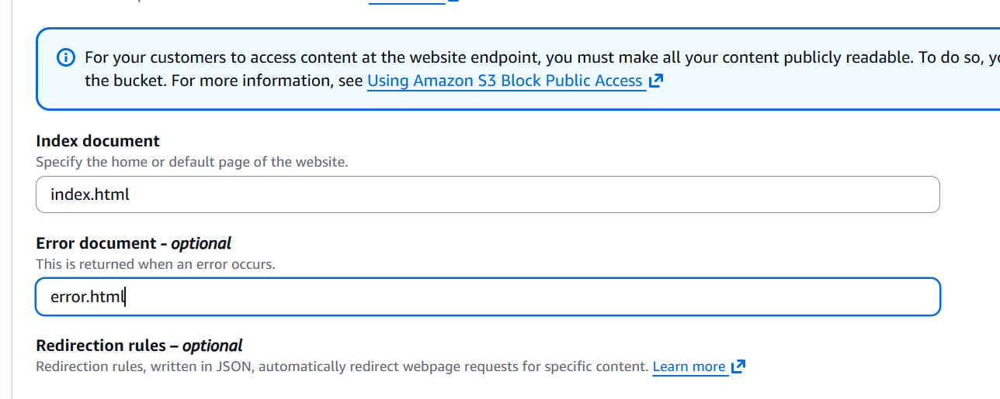 For your customers to access content at the website endpoint, you must make all your content publicly readable. To do so,
the bucket. For more information, see Using Amazon S3 Block Public Access
Index document
Specify the home or default page of the website.
index.html
Error document - optional
This is returned when an error occurs.
error.html
Redirection rules – optional
Redirection rules, written in JSON, automatically redirect webpage requests for specific content. Learn more